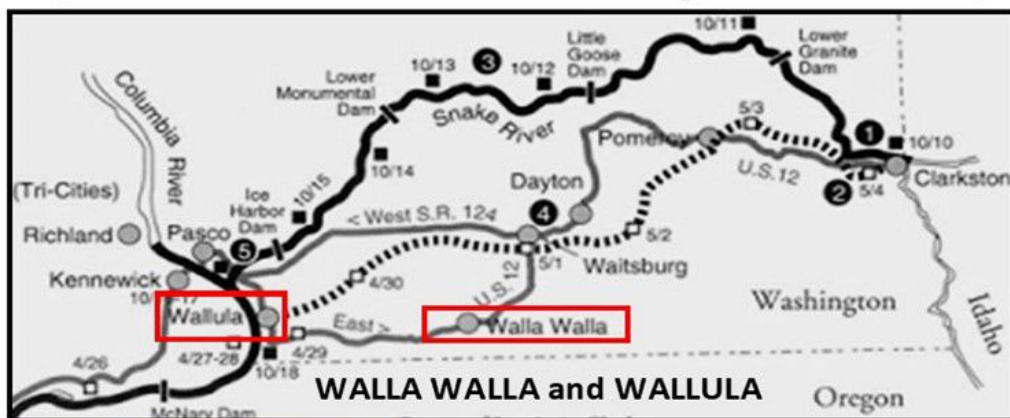 10/11
Lower
Granite
Dam
Little
Goose
Dam
10/13
3
10/12
Lower
Monumental
Dam
Snake River
Columbia
River
5/3
Pomeroy
1
10/10
U.S.12
2
5/4
Clarkston
10/14
Dayton
(Tri-Cities)
Ice
Harbor
Dam
10/15
< West S.R. 124
4
5/2
Richland
Pasco
5
Waitsburg
5/1
Kennewick
4/30
U.S. 12
Washington
Idaho
Wallula
East >
Walla Walla
4/26
4/27-28
4/29
10/18
WALLA WALLA and WALLULA
Oregon
McNary Dam